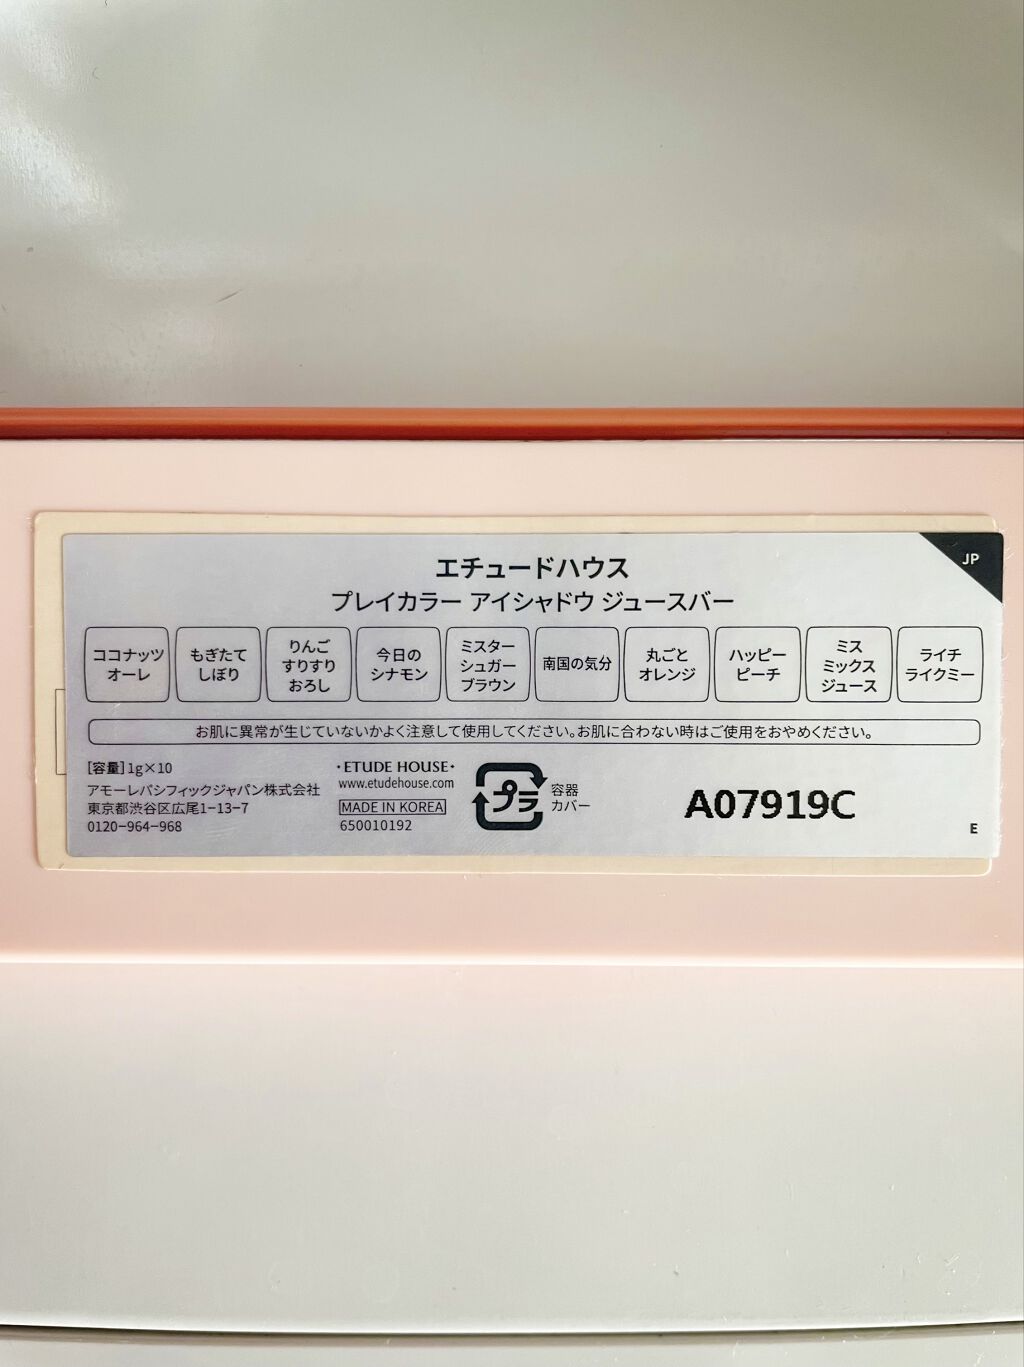 JP
エチュードハウス
プレイカラー アイシャドウ ジュースバー
ココナッツ
オーレ
もぎたて
しぼり
りんご
すりすり
おろし
今日の
シナモン
ミスター
シュガー
ブラウン
南国の気分
丸ごと
オレンジ
ハッピー
ピーチ
ミス
ミックス
ジュース
ライチ
ライクミー
お肌に異常が生じていないかよく注意して使用してください。お肌に合わない時はご使用をおやめください。
[容量]1g×10
アモーレパシフィックジャパン株式会社
東京都渋谷区広尾1-13-7
0120-964-968
・ETUDE HOUSE・
www.etudehouse.com
MADE IN KOREA
650010192
プラ
容器
カバー
A07919C
E